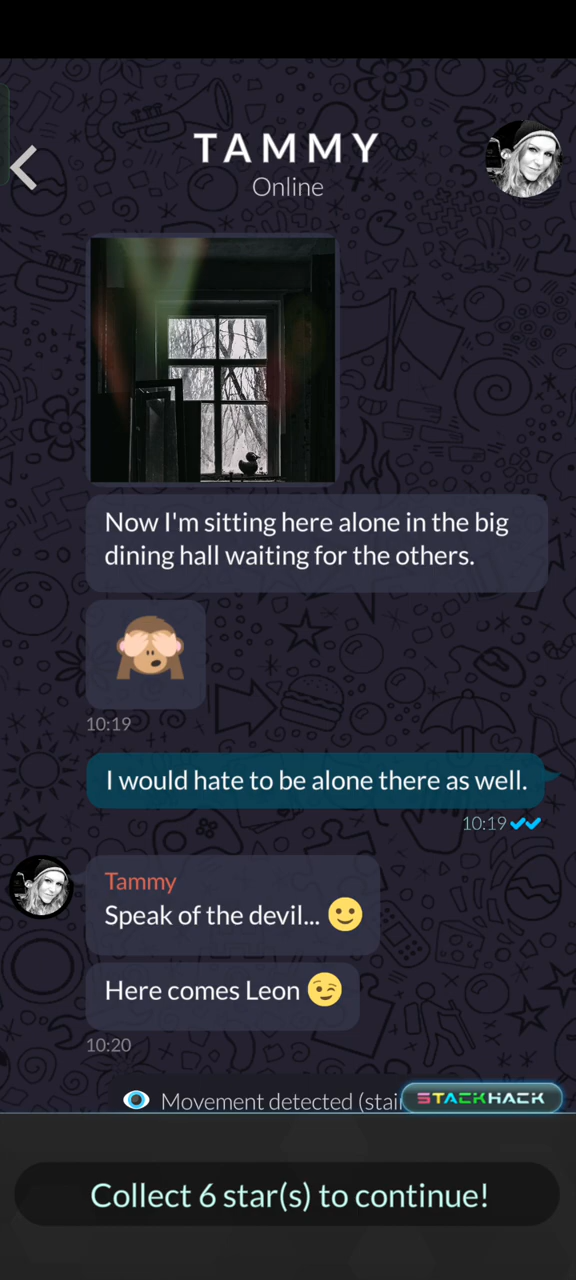 TAMMY
Online
Now I'm sitting here alone in the big
dining hall waiting for the others.
10:19
I would hate to be alone there as well.
10:19
Tammy
Speak of the devil... 🙂
Here comes Leon 😉
10:20
Movement detected
STACKHACK
Collect 6 star(s) to continue!